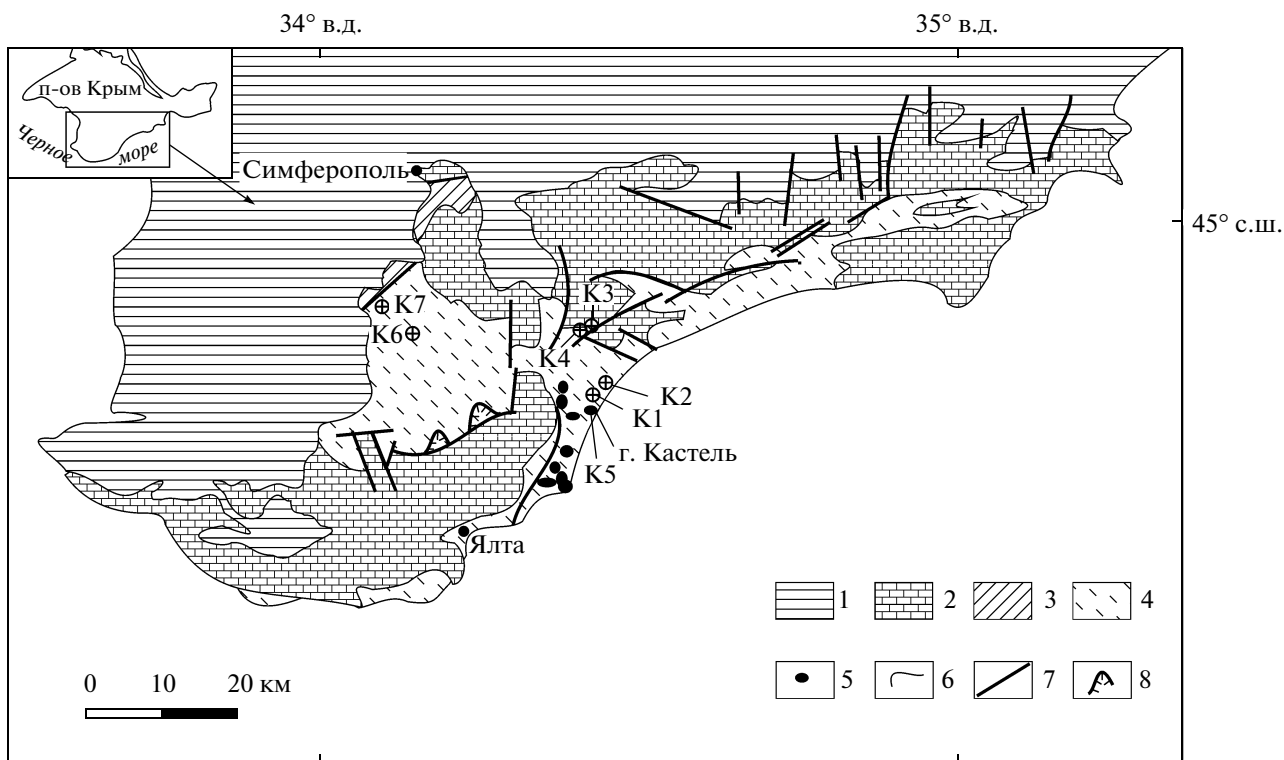 34° в.д.
35° в.д.
п-ов Крым
Черное
море
Симферополь
45° с.ш.
К3
К7
К6
К4
К2
К1
г. Кастель
К5
Ялта
1
2
3
4
0 10 20 км
5
6
7
8